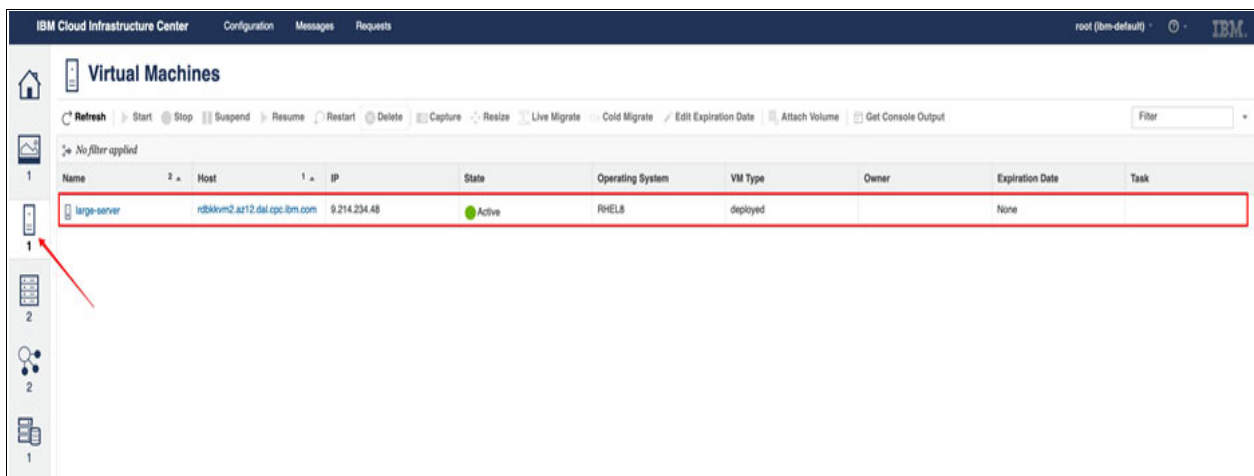 IBM Cloud Infrastructure Center Configuration Messages Requests root (ibm-default) IBM.
Virtual Machines
Refresh Start Stop Suspend Resume Restart Delete Capture Resize Live Migrate Cold Migrate Edit Expiration Date Attach Volume Get Console Output Filter
No filter applied
Name 2 Host 1 IP State Operating System VM Type Owner Expiration Date Task
large-server rdbkkvm2.az12.dal.cpc.ibm.com 9.214.234.48 Active RHEL8 deployed None
1
1
2
2
1